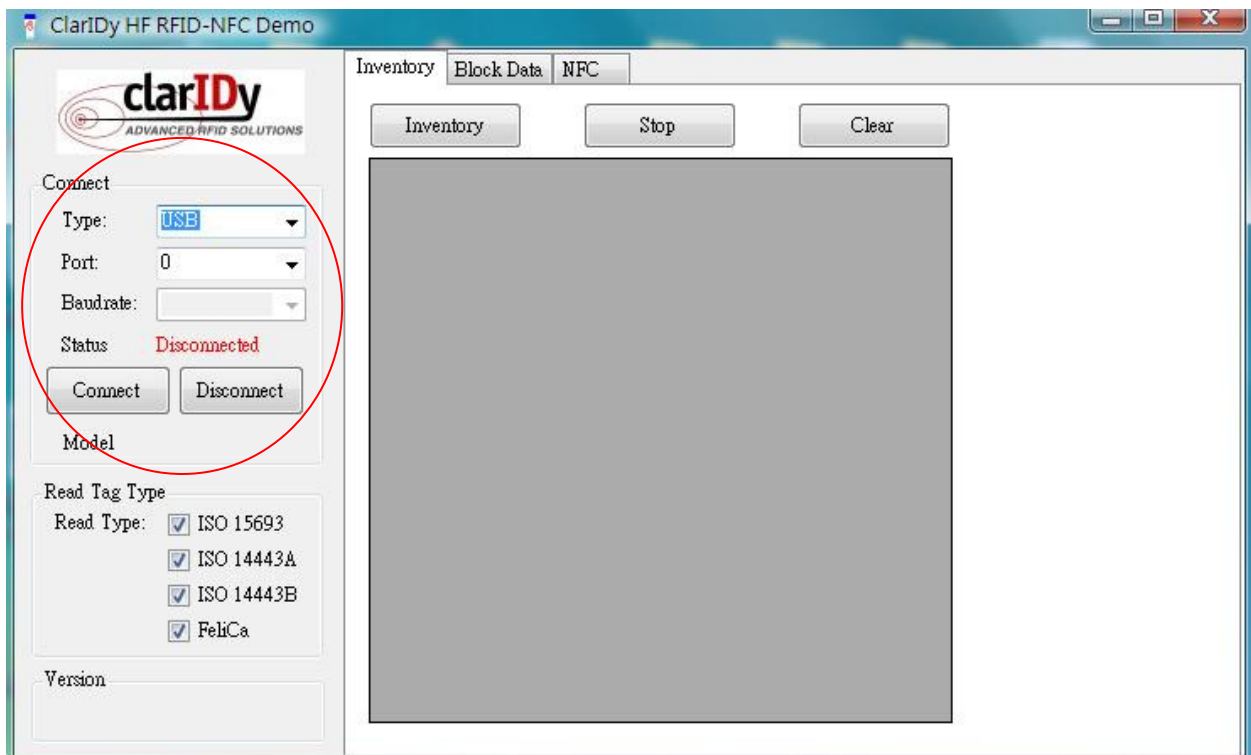 ClarIDy HF RFID-NFC Demo
clarIDy
ADVANCED RFID SOLUTIONS
Connect
Type: USB
Port: 0
Baudrate:
Status Disconnected
Connect Disconnect
Model
Read Tag Type
Read Type: ISO 15693
ISO 14443A
ISO 14443B
FeliCa
Version
Inventory Block Data NFC
Inventory Stop Clear